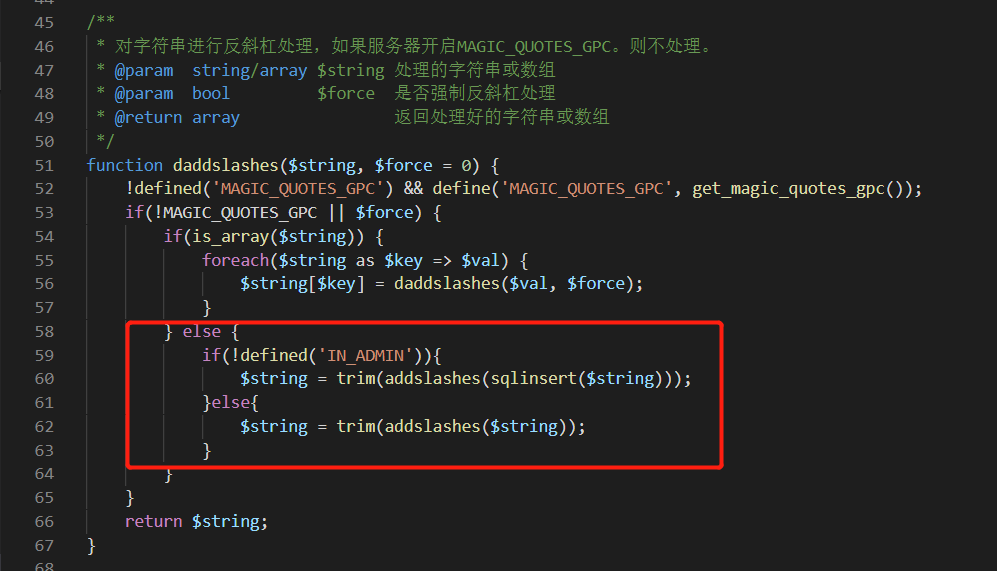 44
45 /**
46  * 对字符串进行反斜杠处理，如果服务器开启MAGIC_QUOTES_GPC。则不处理。
47  * @param  string/array $string 处理的字符串或数组
48  * @param  bool         $force  是否强制反斜杠处理
49  * @return array                返回处理好的字符串或数组
50  */
51 function daddslashes($string, $force = 0) {
52     !defined('MAGIC_QUOTES_GPC') && define('MAGIC_QUOTES_GPC', get_magic_quotes_gpc());
53     if(!MAGIC_QUOTES_GPC || $force) {
54         if(is_array($string)) {
55             foreach($string as $key => $val) {
56                 $string[$key] = daddslashes($val, $force);
57             }
58         } else {
59             if(!defined('IN_ADMIN')){
60                 $string = trim(addslashes(sqlinsert($string)));
61             }else{
62                 $string = trim(addslashes($string));
63             }
64         }
65     }
66     return $string;
67 }
68